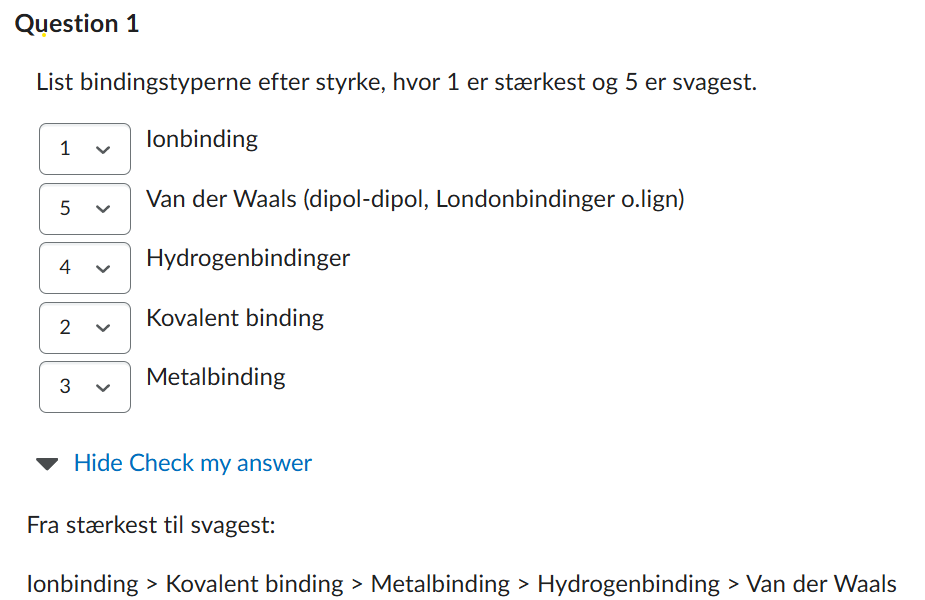 Question 1
List bindingstyperne efter styrke, hvor 1 er stærkest og 5 er svagest.
1 Ionbinding
5 Van der Waals (dipol-dipol, Londonbindinger o.lign)
4 Hydrogenbindinger
2 Kovalent binding
3 Metalbinding
Hide Check my answer
Fra stærkest til svagest:
Ionbinding > Kovalent binding > Metalbinding > Hydrogenbinding > Van der Waals